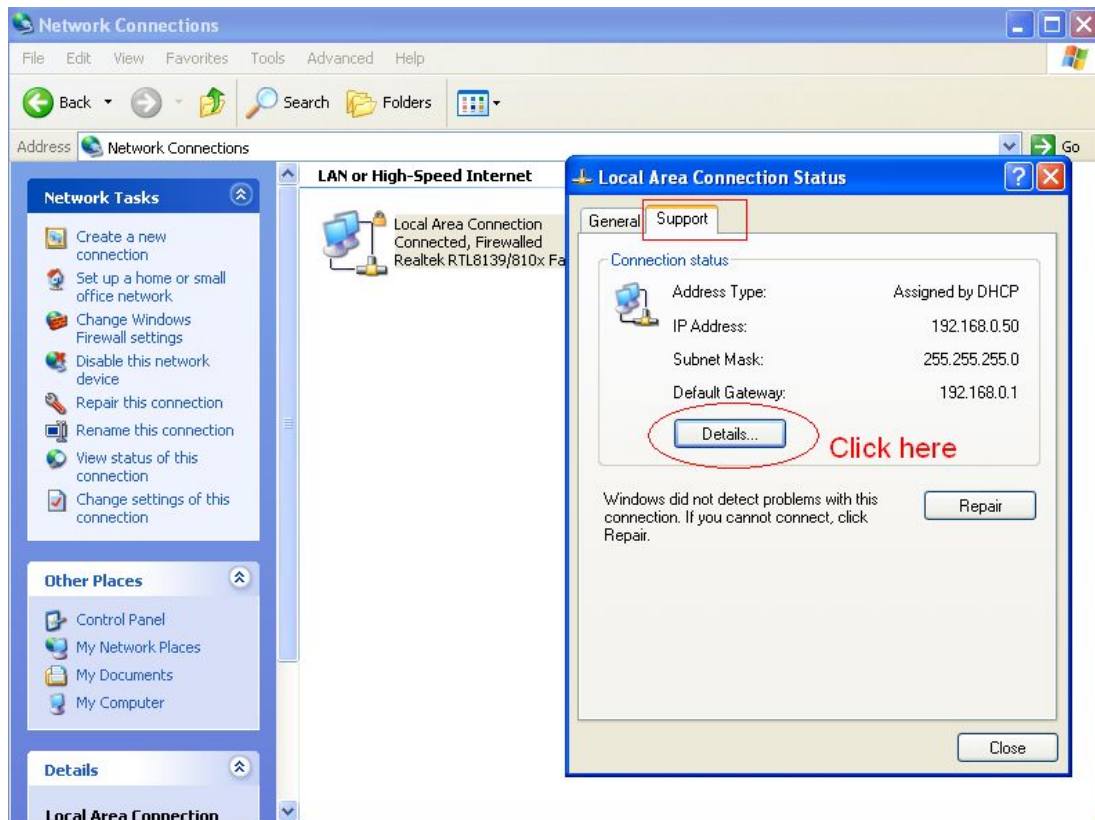 Network Connections
File Edit View Favorites Tools Advanced Help
Back Search Folders
Address Network Connections Go
Network Tasks
Create a new
connection
Set up a home or small
office network
Change Windows
Firewall settings
Disable this network
device
Repair this connection
Rename this connection
View status of this
connection
Change settings of this
connection
Other Places
Control Panel
My Network Places
My Documents
My Computer
Details
Local Area Connection
LAN or High-Speed Internet
Local Area Connection
Connected, Firewalled
Realtek RTL8139/810x Fa
Local Area Connection Status
General Support
Connection status
Address Type: Assigned by DHCP
IP Address: 192.168.0.50
Subnet Mask: 255.255.255.0
Default Gateway: 192.168.0.1
Details...
Click here
Windows did not detect problems with this
connection. If you cannot connect, click
Repair.
Repair
Close